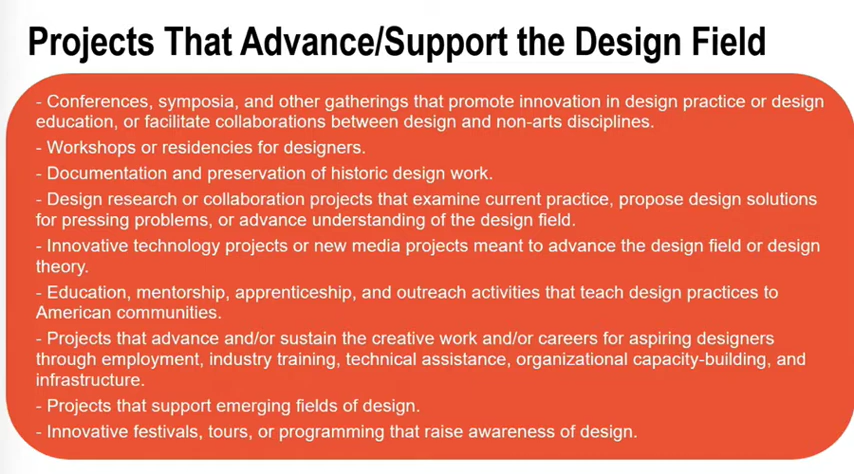 Projects That Advance/Support the Design Field
- Conferences, symposia, and other gatherings that promote innovation in design practice or design
education, or facilitate collaborations between design and non-arts disciplines.
- Workshops or residencies for designers.
- Documentation and preservation of historic design work.
- Design research or collaboration projects that examine current practice, propose design solutions
for pressing problems, or advance understanding of the design field.
- Innovative technology projects or new media projects meant to advance the design field or design
theory.
- Education, mentorship, apprenticeship, and outreach activities that teach design practices to
American communities.
- Projects that advance and/or sustain the creative work and/or careers for aspiring designers
through employment, industry training, technical assistance, organizational capacity-building, and
infrastructure.
- Projects that support emerging fields of design.
- Innovative festivals, tours, or programming that raise awareness of design.